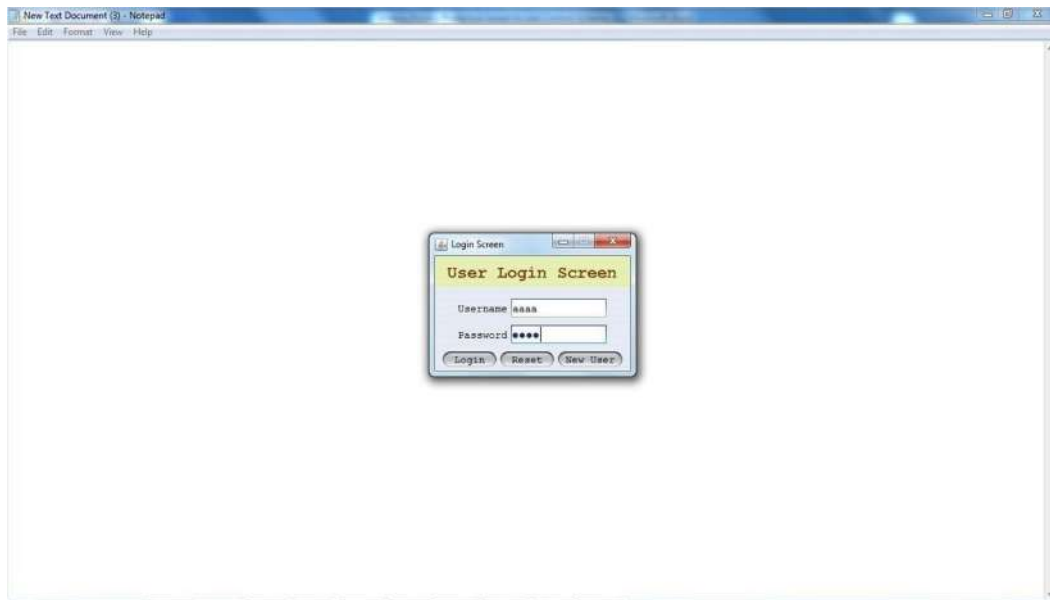 New Text Document (3) - Notepad
File Edit Format View Help
Login Screen
User Login Screen
Username aaaa
Password ●●●●
Login Reset New User